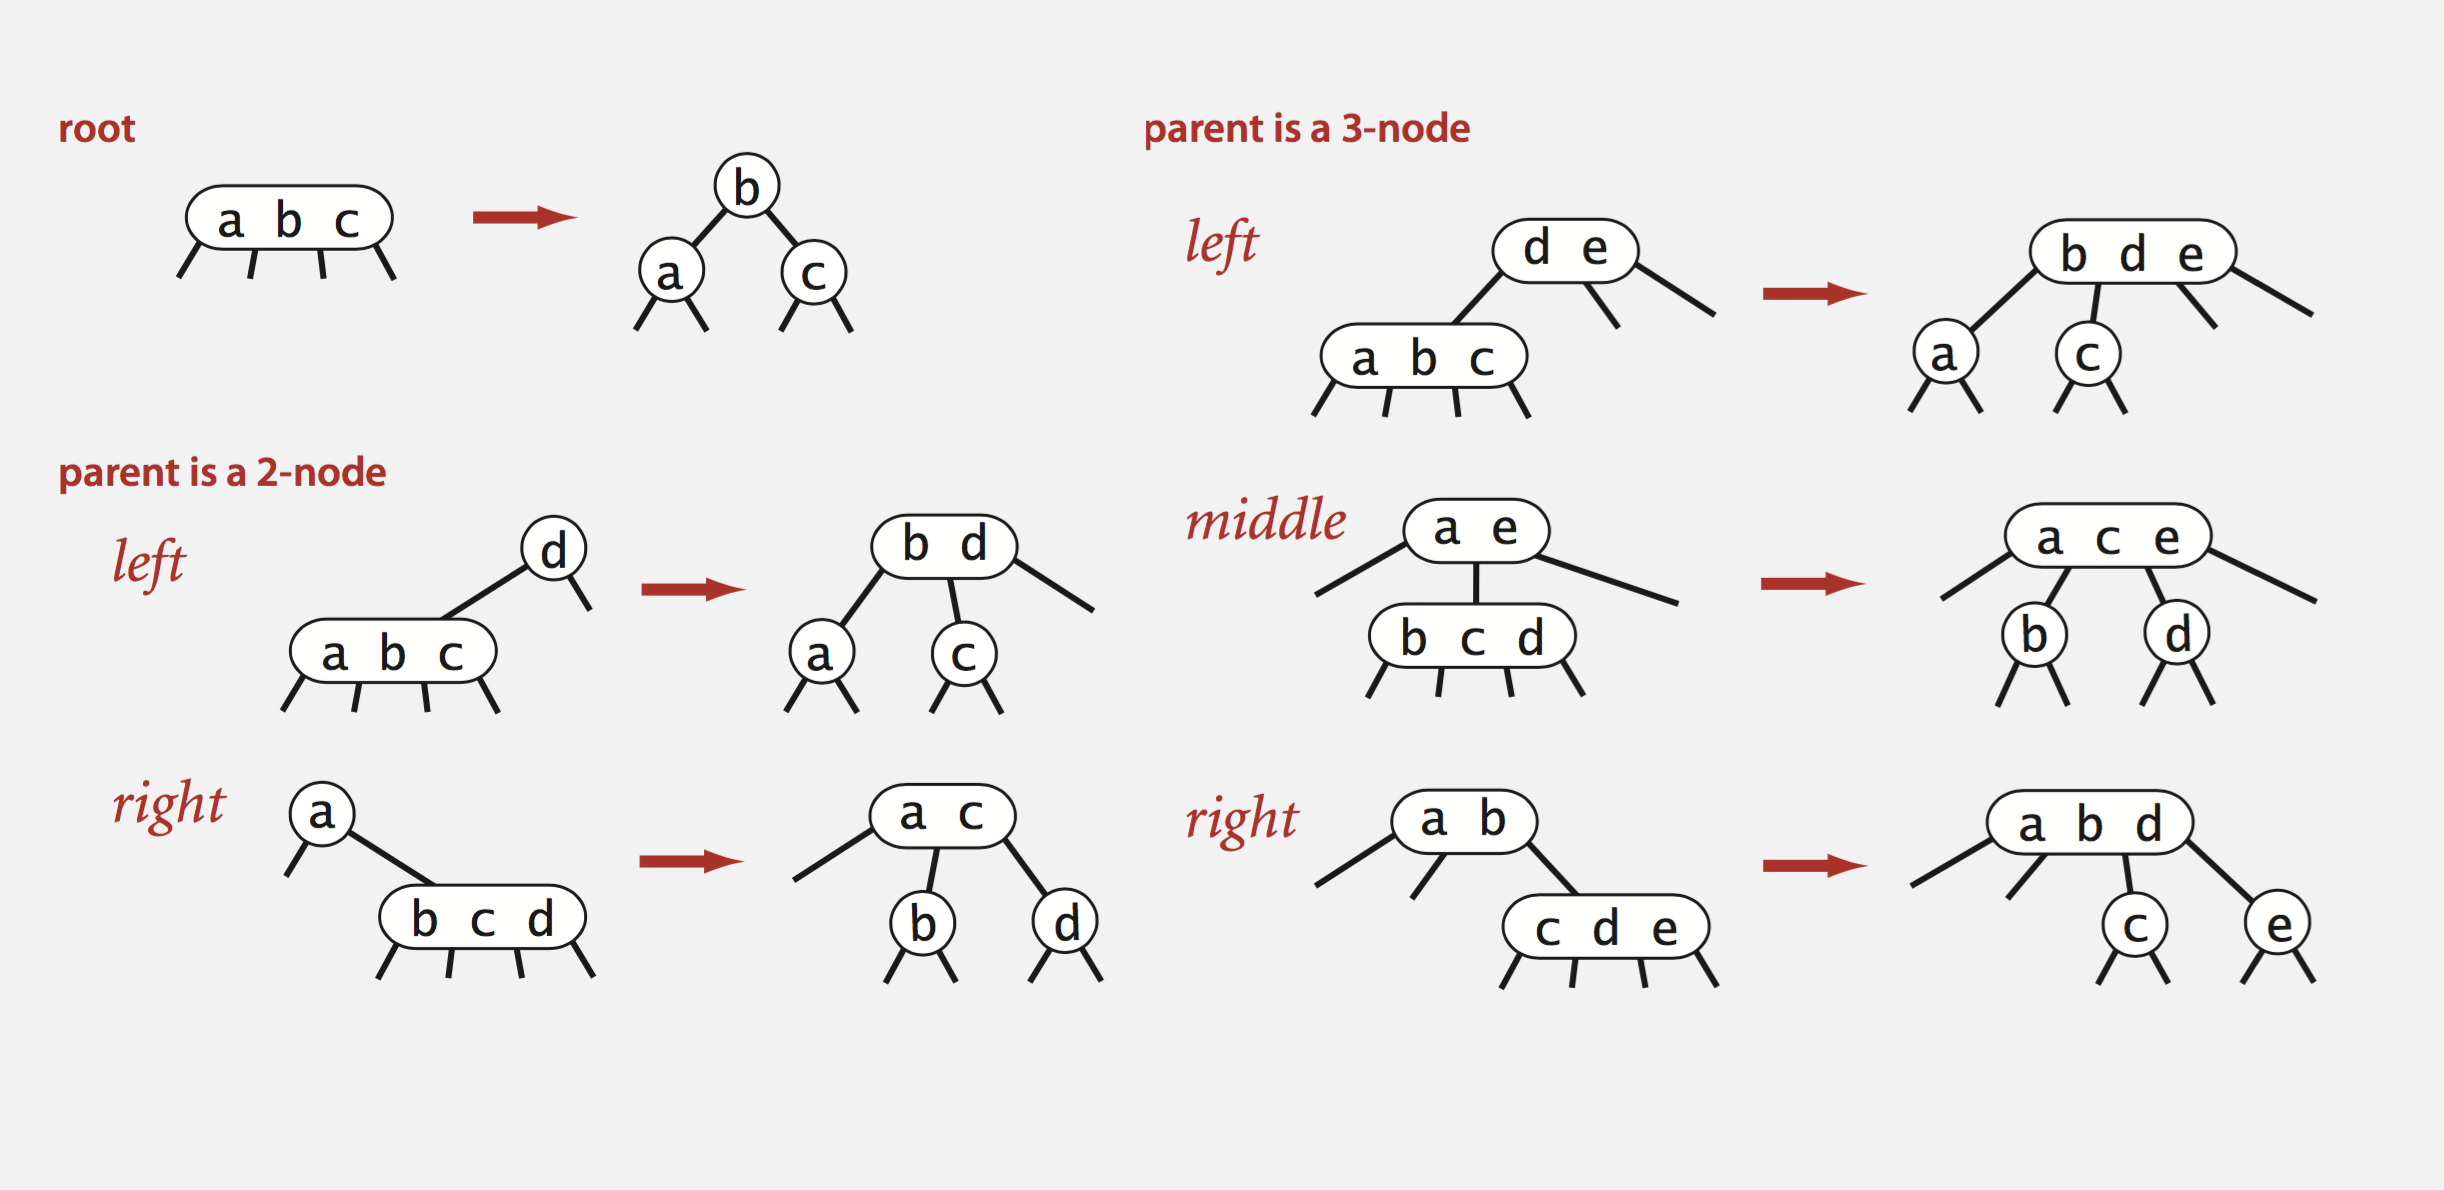 root
a b c
b
a
c
parent is a 2-node
left
d
a b c
b d
a
c
right
a
b c d
a c
b
d
parent is a 3-node
left
d e
a b c
b d e
a
c
middle
a e
b c d
a c e
b
d
right
a b
c d e
a b d
c
e